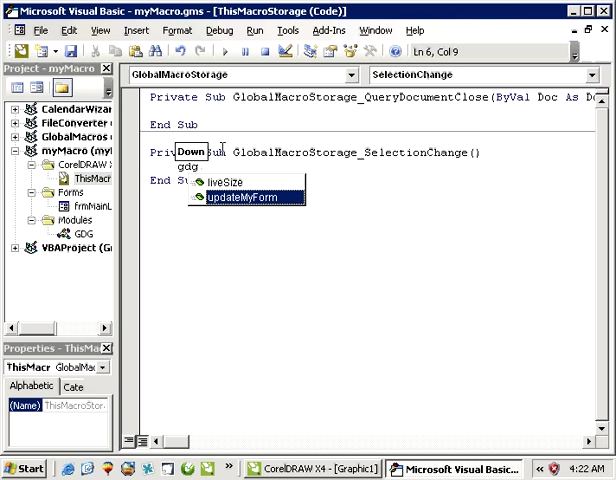 Microsoft Visual Basic - myMacro.gms - [ThisMacroStorage (Code)]
File Edit View Insert Format Debug Run Tools Add-Ins Window Help
Ln 6, Col 9
Project - myMacro
GlobalMacroStorage
SelectionChange
CalendarWiza
FileConverter
GlobalMacros
myMacro (my
CorelDRAW X
ThisMacr
Forms
frmMainL
Modules
GDG
VBAProject (G
Private Sub GlobalMacroStorage_QueryDocumentClose(ByVal Doc As Do
End Sub
Down
Sub GlobalMacroStorage_SelectionChange()
gdg
liveSize
End
updateMyForm
Properties - ThisMa
ThisMacr GlobalMac
Alphabetic Cate
(Name) ThisMacroStor
Start
CorelDRAW X4 - [Graphic1]
Microsoft Visual Basic...
4:22 AM